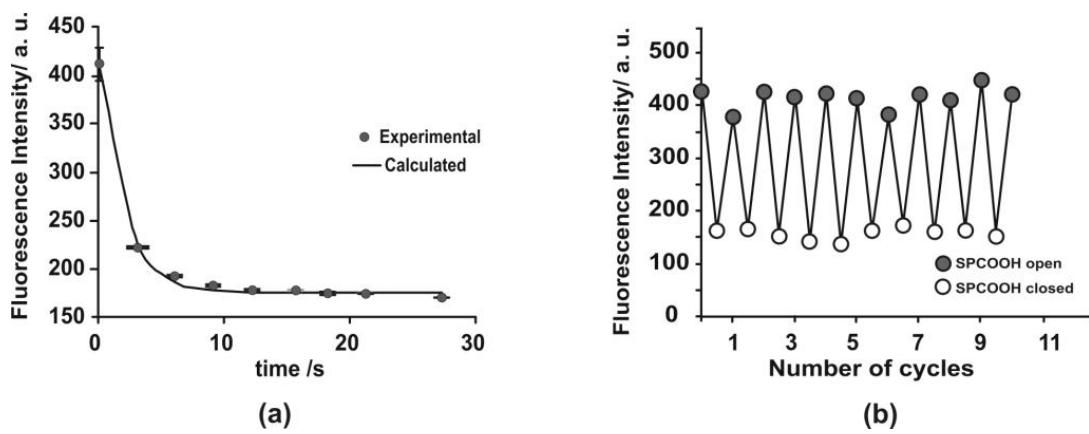 450
400
350
300
250
200
150
0
10
20
30
Fluorescence Intensity/ a. u.
time /s
Experimental
Calculated
(a)
500
400
300
200
100
0
1
3
5
7
9
11
Fluorescence Intensity/ a. u.
Number of cycles
SPCOOH open
SPCOOH closed
(b)